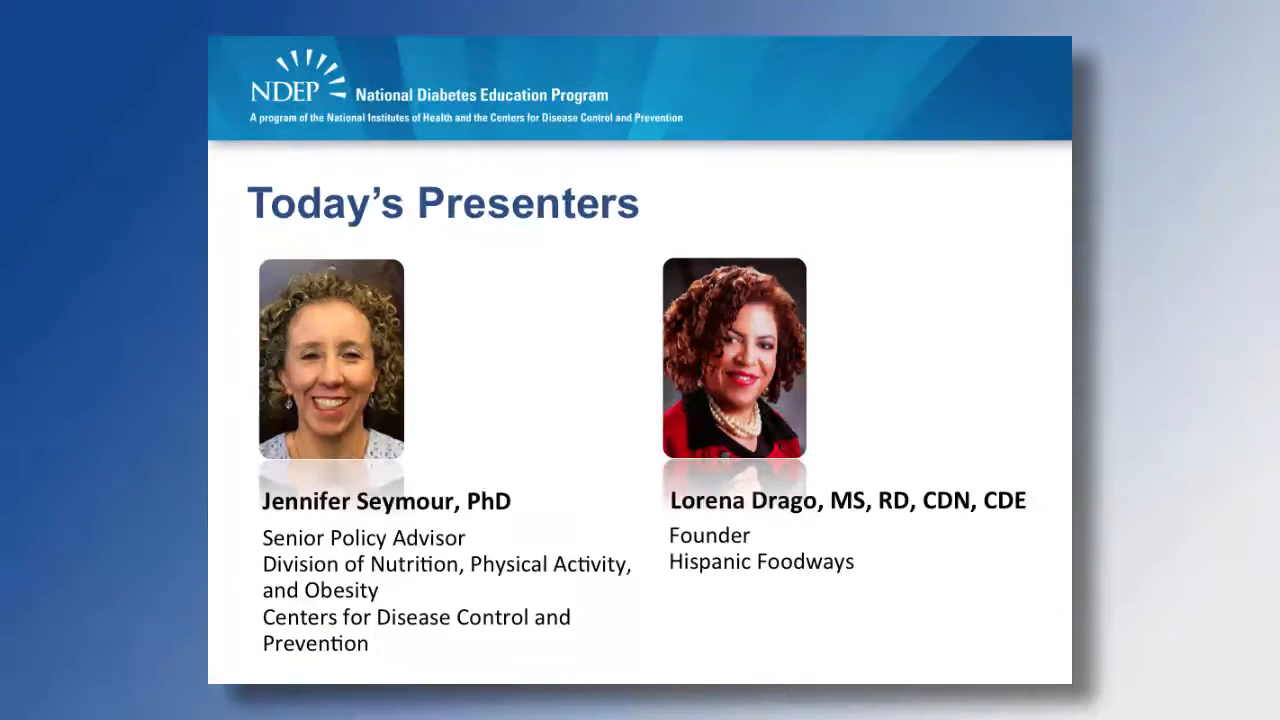 NDEP National Diabetes Education Program
A program of the National Institutes of Health and the Centers for Disease Control and Prevention
Today's Presenters
Jennifer Seymour, PhD
Senior Policy Advisor
Division of Nutrition, Physical Activity,
and Obesity
Centers for Disease Control and
Prevention
Lorena Drago, MS, RD, CDN, CDE
Founder
Hispanic Foodways